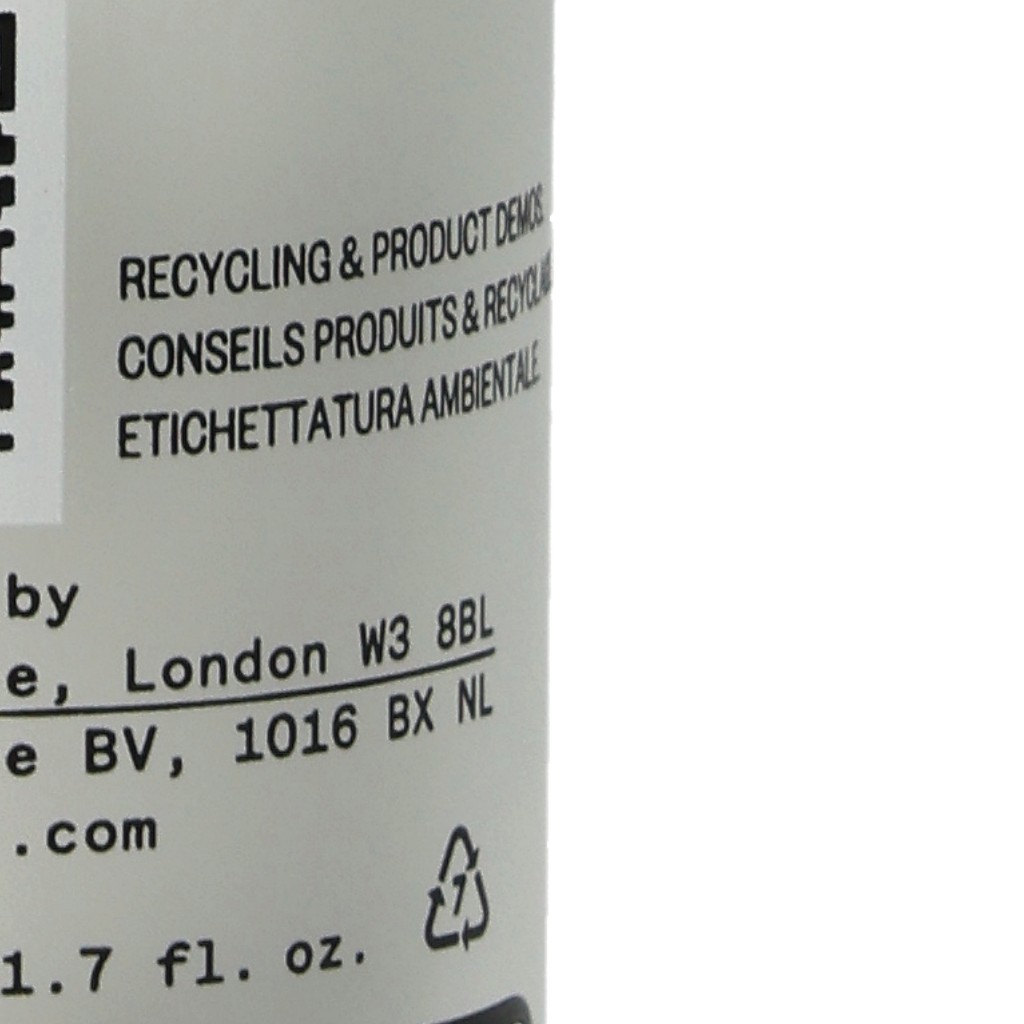 RECYCLING & PRODUCT DEMOS
CONSEILS PRODUITS &
ETICHETTATURA AMBIENTALE
by
e, London W3 8BL
e BV, 1016 BX NL
.com
7
1.7 fl. oz.